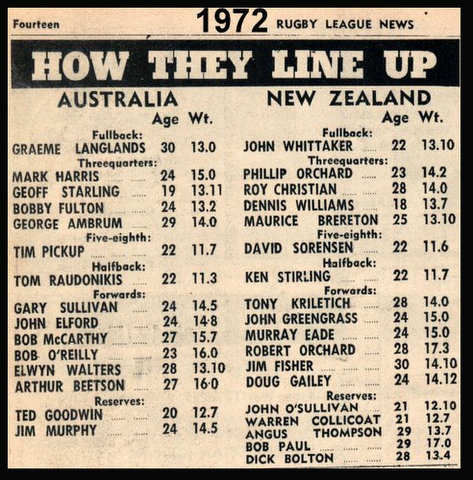 Fourteen
1972
RUGBY LEAGUE NEWS
HOW THEY LINE UP
AUSTRALIA
Age Wt.
Fullback:
GRAEME LANGLANDS 30 13.0
Threequarters:
MARK HARRIS ...... 24 15.0
GEOFF STARLING ... 19 13.11
BOBBY FULTON ..... 24 13.2
GEORGE AMBRUM 29 14.0
Five-eighth:
TIM PICKUP ...... 22 11.7
Halfback:
TOM RAUDONIKIS ... 22 11.3
Forwards:
GARY SULLIVAN ... 24 14.5
JOHN ELFORD ...... 24 14·8
BOB McCARTHY ... 27 15.7
BOB O'REILLY ...... 23 16.0
ELWYN WALTERS ... 28 13.10
ARTHUR BEETSON ... 27 16·0
Reserves:
TED GOODWIN ...... 20 12.7
JIM MURPHY ...... 24 14.5
NEW ZEALAND
Age Wt.
Fullback:
JOHN WHITTAKER ... 22 13.10
Threequarters:
PHILLIP ORCHARD ... 23 14.2
ROY CHRISTIAN ...... 28 14.0
DENNIS WILLIAMS ... 18 13.7
MAURICE BRERETON 25 13.10
Five-eighth:
DAVID SORENSEN ... 22 11.6
Halfback:
KEN STIRLING ...... 22 11.7
Forwards:
TONY KRILETICH ... 28 14.0
JOHN GREENGRASS ... 24 15.0
MURRAY EADE ...... 24 15.0
ROBERT ORCHARD ... 28 17.3
JIM FISHER ...... 30 14.10
DOUG GAILEY ...... 24 14.12
Reserves:
JOHN O'SULLIVAN ... 21 12.10
WARREN COLLICOAT ... 21 12.7
ANGUS THOMPSON 29 13.7
BOB PAUL ...... 29 17.0
DICK BOLTON ...... 28 13.4